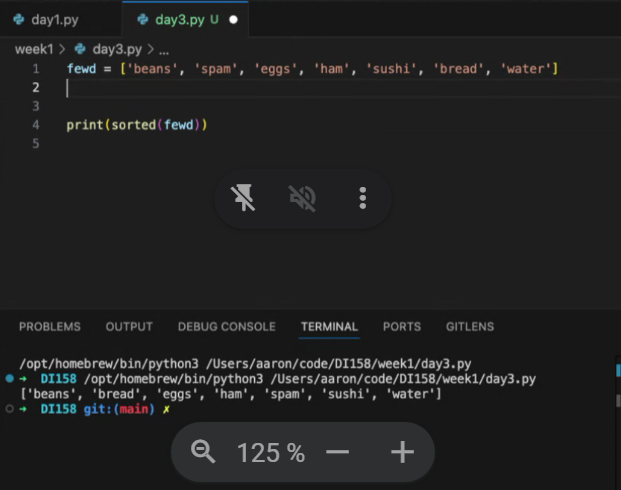 day1.py day3.py U
week1 > day3.py > ...
1 fewd = ['beans', 'spam', 'eggs', 'ham', 'sushi', 'bread', 'water']
2
3
4 print(sorted(fewd))
5
PROBLEMS OUTPUT DEBUG CONSOLE TERMINAL PORTS GITLENS
/opt/homebrew/bin/python3 /Users/aaron/code/DI158/week1/day3.py
➜ DI158 /opt/homebrew/bin/python3 /Users/aaron/code/DI158/week1/day3.py
['beans', 'bread', 'eggs', 'ham', 'spam', 'sushi', 'water']
➜ DI158 git:(main) ✗
125 %